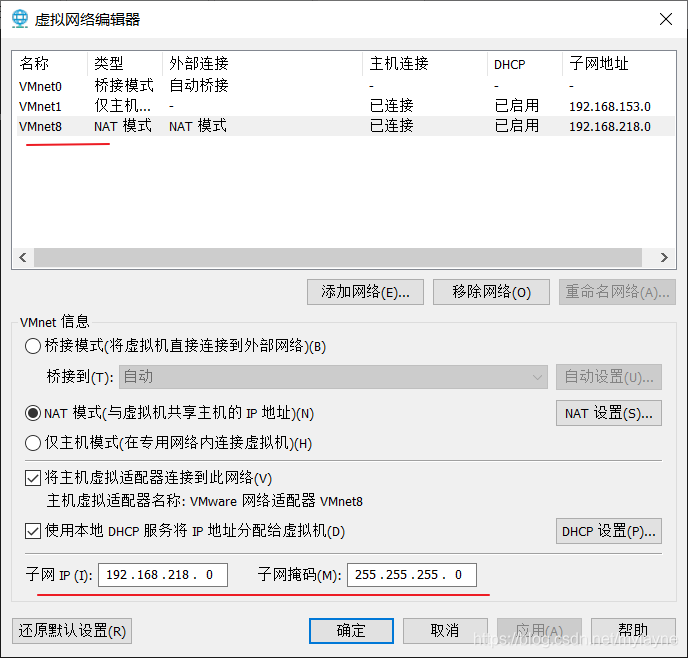 虚拟网络编辑器
名称 类型 外部连接 主机连接 DHCP 子网地址
VMnet0 桥接模式 自动桥接 - - -
VMnet1 仅主机... - 已连接 已启用 192.168.153.0
VMnet8 NAT 模式 NAT 模式 已连接 已启用 192.168.218.0
添加网络(E)... 移除网络(O) 重命名网络(A)...
VMnet 信息
桥接模式(将虚拟机直接连接到外部网络)(B)
桥接到(T): 自动 自动设置(U)...
NAT 模式(与虚拟机共享主机的 IP 地址)(N) NAT 设置(S)...
仅主机模式(在专用网络内连接虚拟机)(H)
将主机虚拟适配器连接到此网络(V)
主机虚拟适配器名称: VMware 网络适配器 VMnet8
使用本地 DHCP 服务将 IP 地址分配给虚拟机(D) DHCP 设置(P)...
子网 IP (I): 192.168.218. 0 子网掩码(M): 255.255.255. 0
还原默认设置(R) 确定 取消 应用(A) 帮助